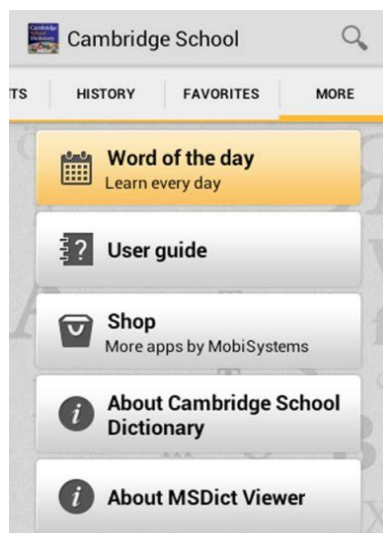 Cambridge School
TS HISTORY FAVORITES MORE
Word of the day
Learn every day
User guide
Shop
More apps by MobiSystems
About Cambridge School
Dictionary
About MSDict Viewer